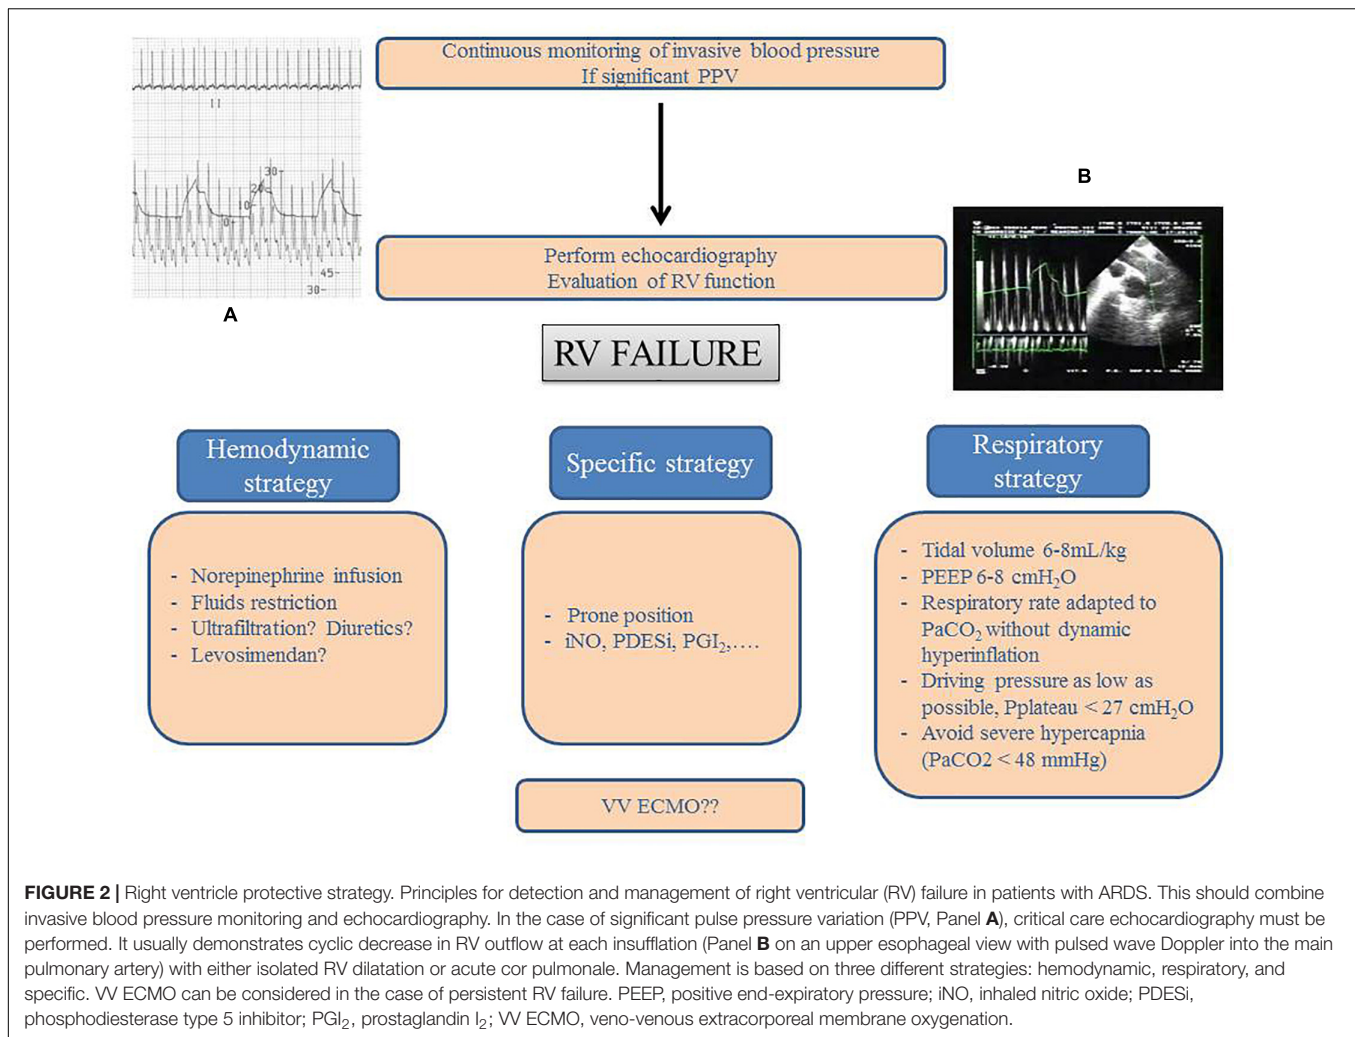 Continuous monitoring of invasive blood pressure
If significant PPV
II
30-
20-
10-
0-
45-
30-
A
B
Perform echocardiography
Evaluation of RV function
RV FAILURE
Hemodynamic
strategy
- Norepinephrine infusion
- Fluids restriction
- Ultrafiltration? Diuretics?
- Levosimendan?
Specific strategy
- Prone position
- iNO, PDESi, PGI₂,....
VV ECMO??
Respiratory
strategy
- Tidal volume 6-8mL/kg
- PEEP 6-8 cmH₂O
- Respiratory rate adapted to
PaCO₂ without dynamic
hyperinflation
- Driving pressure as low as
possible, Pplateau < 27 cmH₂O
- Avoid severe hypercapnia
(PaCO2 < 48 mmHg)
FIGURE 2 | Right ventricle protective strategy. Principles for detection and management of right ventricular (RV) failure in patients with ARDS. This should combine
invasive blood pressure monitoring and echocardiography. In the case of significant pulse pressure variation (PPV, Panel A), critical care echocardiography must be
performed. It usually demonstrates cyclic decrease in RV outflow at each insufflation (Panel B on an upper esophageal view with pulsed wave Doppler into the main
pulmonary artery) with either isolated RV dilatation or acute cor pulmonale. Management is based on three different strategies: hemodynamic, respiratory, and
specific. VV ECMO can be considered in the case of persistent RV failure. PEEP, positive end-expiratory pressure; iNO, inhaled nitric oxide; PDESi,
phosphodiesterase type 5 inhibitor; PGI₂, prostaglandin I₂; VV ECMO, veno-venous extracorporeal membrane oxygenation.